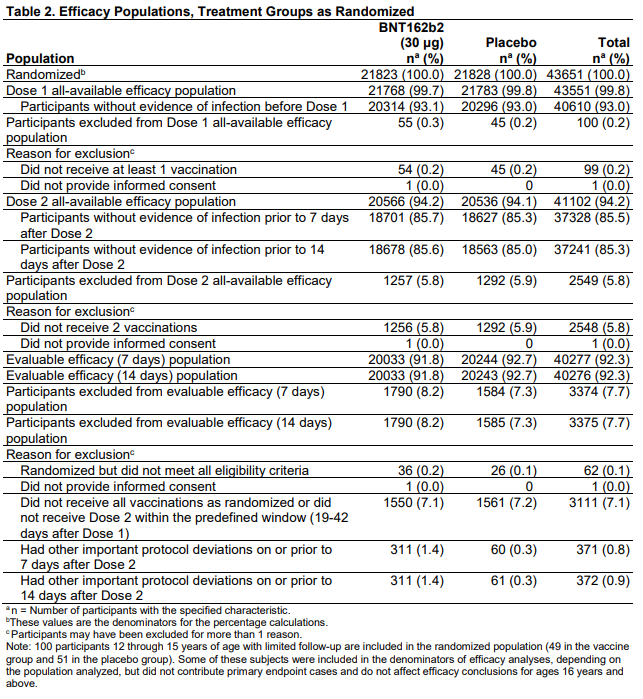 Table 2. Efficacy Populations, Treatment Groups as Randomized
BNT162b2
(30 µg) Placebo Total
Population nᵃ (%) nᵃ (%) nᵃ (%)
Randomizedᵇ 21823 (100.0) 21828 (100.0) 43651 (100.0)
Dose 1 all-available efficacy population 21768 (99.7) 21783 (99.8) 43551 (99.8)
Participants without evidence of infection before Dose 1 20314 (93.1) 20296 (93.0) 40610 (93.0)
Participants excluded from Dose 1 all-available efficacy 55 (0.3) 45 (0.2) 100 (0.2)
population
Reason for exclusionᶜ
Did not receive at least 1 vaccination 54 (0.2) 45 (0.2) 99 (0.2)
Did not provide informed consent 1 (0.0) 0 1 (0.0)
Dose 2 all-available efficacy population 20566 (94.2) 20536 (94.1) 41102 (94.2)
Participants without evidence of infection prior to 7 days 18701 (85.7) 18627 (85.3) 37328 (85.5)
after Dose 2
Participants without evidence of infection prior to 14 18678 (85.6) 18563 (85.0) 37241 (85.3)
days after Dose 2
Participants excluded from Dose 2 all-available efficacy 1257 (5.8) 1292 (5.9) 2549 (5.8)
population
Reason for exclusionᶜ
Did not receive 2 vaccinations 1256 (5.8) 1292 (5.9) 2548 (5.8)
Did not provide informed consent 1 (0.0) 0 1 (0.0)
Evaluable efficacy (7 days) population 20033 (91.8) 20244 (92.7) 40277 (92.3)
Evaluable efficacy (14 days) population 20033 (91.8) 20243 (92.7) 40276 (92.3)
Participants excluded from evaluable efficacy (7 days) 1790 (8.2) 1584 (7.3) 3374 (7.7)
population
Participants excluded from evaluable efficacy (14 days) 1790 (8.2) 1585 (7.3) 3375 (7.7)
population
Reason for exclusionᶜ
Randomized but did not meet all eligibility criteria 36 (0.2) 26 (0.1) 62 (0.1)
Did not provide informed consent 1 (0.0) 0 1 (0.0)
Did not receive all vaccinations as randomized or did 1550 (7.1) 1561 (7.2) 3111 (7.1)
not receive Dose 2 within the predefined window (19-42
days after Dose 1)
Had other important protocol deviations on or prior to 311 (1.4) 60 (0.3) 371 (0.8)
7 days after Dose 2
Had other important protocol deviations on or prior to 311 (1.4) 61 (0.3) 372 (0.9)
14 days after Dose 2
ᵃ n = Number of participants with the specified characteristic.
ᵇThese values are the denominators for the percentage calculations.
ᶜParticipants may have been excluded for more than 1 reason.
Note: 100 participants 12 through 15 years of age with limited follow-up are included in the randomized population (49 in the vaccine
group and 51 in the placebo group). Some of these subjects were included in the denominators of efficacy analyses, depending on
the population analyzed, but did not contribute primary endpoint cases and do not affect efficacy conclusions for ages 16 years and
above.